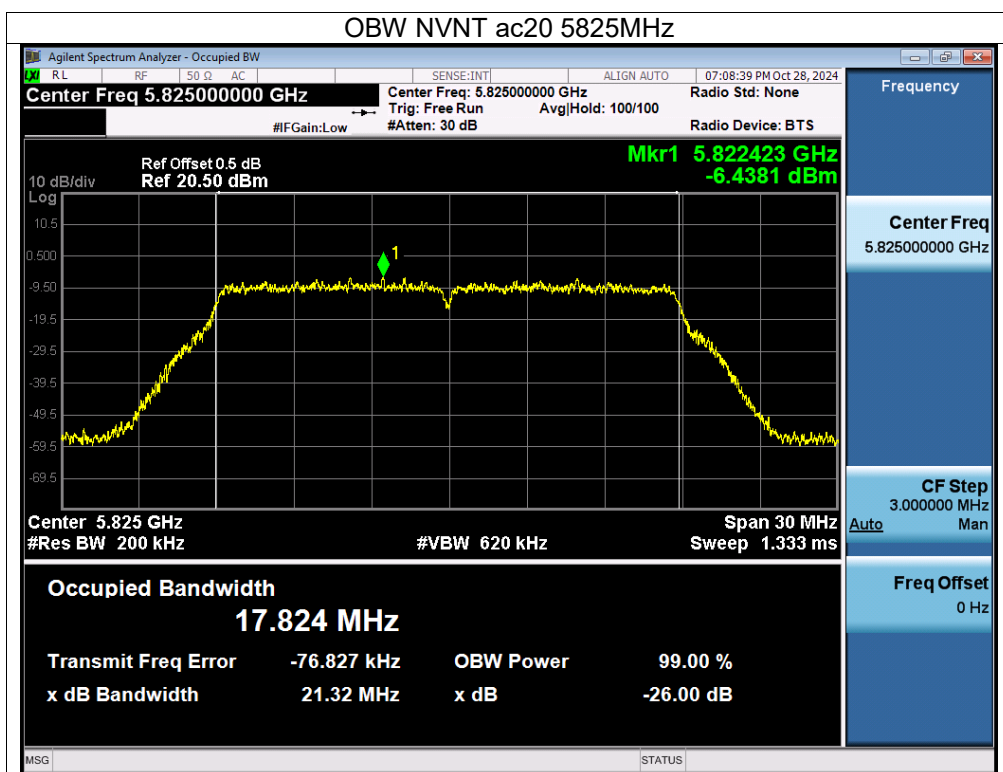 OBW NVNT ac20 5825MHz
Agilent Spectrum Analyzer - Occupied BW
LXI RL RF 50 Ω AC SENSE:INT ALIGN AUTO 07:08:39 PM Oct 28, 2024
Center Freq 5.825000000 GHz
Center Freq: 5.825000000 GHz
Radio Std: None
Trig: Free Run Avg|Hold: 100/100
#IFGain:Low #Atten: 30 dB Radio Device: BTS
Ref Offset 0.5 dB
10 dB/div Ref 20.50 dBm
Mkr1 5.822423 GHz
-6.4381 dBm
Log
10.5
0.500
-9.50
-19.5
-29.5
-39.5
-49.5
-59.5
-69.5
1
Center 5.825 GHz Span 30 MHz
#Res BW 200 kHz #VBW 620 kHz Sweep 1.333 ms
Occupied Bandwidth
17.824 MHz
Transmit Freq Error -76.827 kHz OBW Power 99.00 %
x dB Bandwidth 21.32 MHz x dB -26.00 dB
Frequency
Center Freq
5.825000000 GHz
CF Step
3.000000 MHz
Auto Man
Freq Offset
0 Hz
MSG STATUS